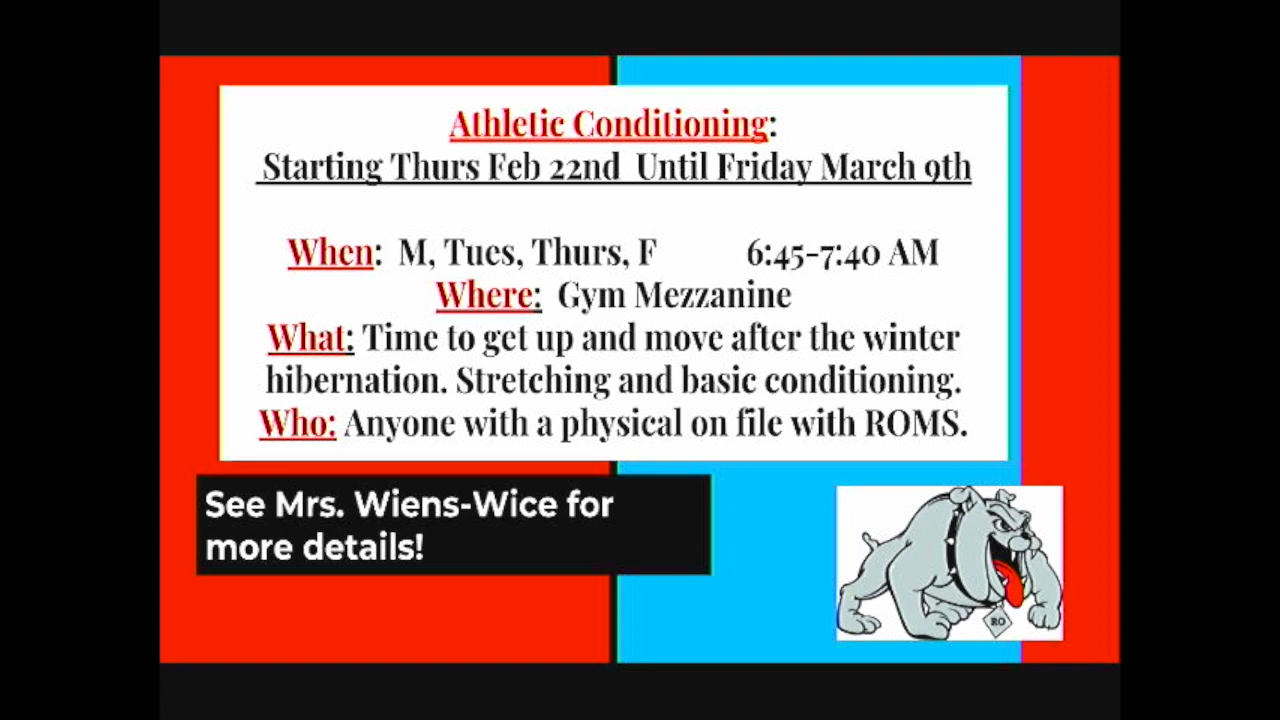 Athletic Conditioning:
Starting Thurs Feb 22nd Until Friday March 9th
When: M, Tues, Thurs, F 6:45-7:40 AM
Where: Gym Mezzanine
What: Time to get up and move after the winter
hibernation. Stretching and basic conditioning.
Who: Anyone with a physical on file with ROMS.
See Mrs. Wiens-Wice for
more details!
RO